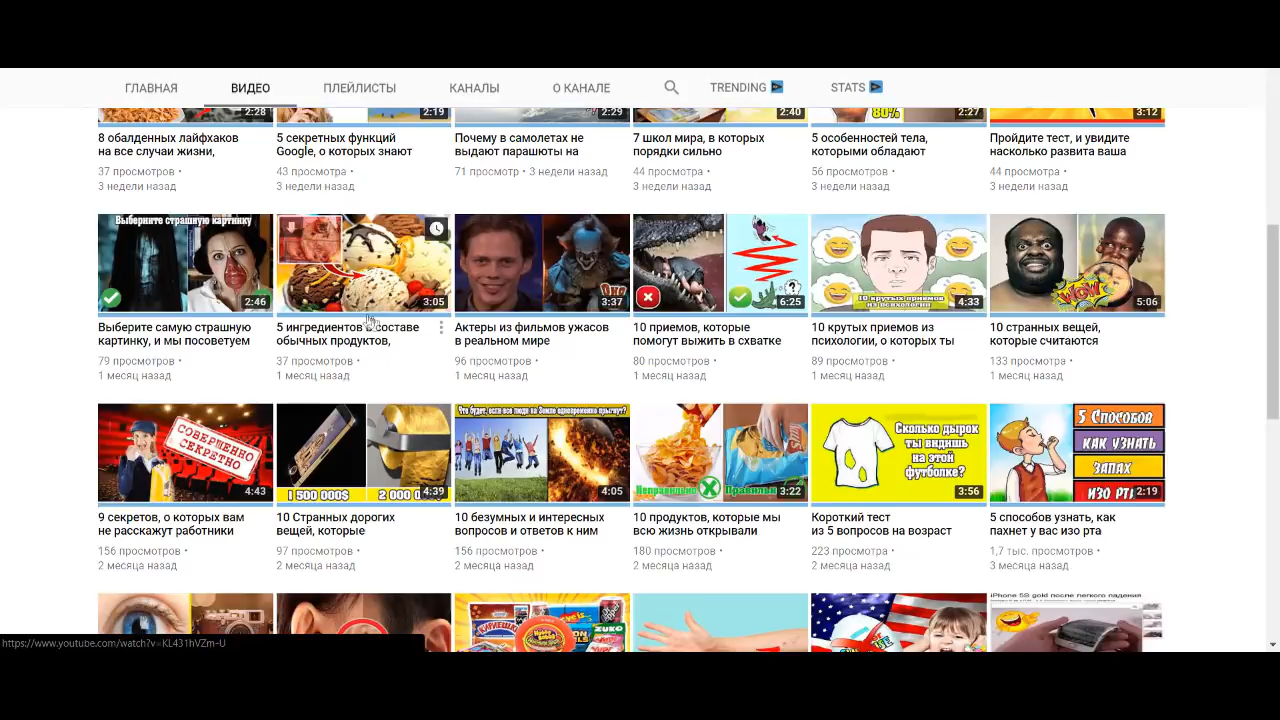 ГЛАВНАЯ ВИДЕО ПЛЕЙЛИСТЫ КАНАЛЫ О КАНАЛЕ TRENDING STATS
2:28 2:19 2:29 2:40 80% 2:27 3:12
8 обалденных лайфхаков
на все случаи жизни,
37 просмотров •
3 недели назад
5 секретных функций
Google, о которых знают
43 просмотра •
3 недели назад
Почему в самолетах не
выдают парашюты на
71 просмотр • 3 недели назад
7 школ мира, в которых
порядки сильно
44 просмотра •
3 недели назад
5 особенностей тела,
которыми обладают
56 просмотров •
3 недели назад
Пройдите тест, и увидите
насколько развита ваша
44 просмотра •
3 недели назад
Выберите страшную картинку
2:46
Выберите самую страшную
картинку, и мы посоветуем
79 просмотров •
1 месяц назад
3:05
5 ингредиентов в составе
обычных продуктов,
37 просмотров •
1 месяц назад
Оно
3:37
Актеры из фильмов ужасов
в реальном мире
96 просмотров •
1 месяц назад
6:25
10 приемов, которые
помогут выжить в схватке
80 просмотров •
1 месяц назад
10 крутых приемов
из психологии
4:33
10 крутых приемов из
психологии, о которых ты
89 просмотров •
1 месяц назад
WOW
5:06
10 странных вещей,
которые считаются
133 просмотра •
1 месяц назад
СОВЕРШЕННО
СЕКРЕТНО
4:43
9 секретов, о которых вам
не расскажут работники
156 просмотров •
2 месяца назад
1 500 000$ 2 000 4:39
10 Странных дорогих
вещей, которые
97 просмотров •
2 месяца назад
Что будет, если все люди на Земле одновременно прыгнут?
4:05
10 безумных и интересных
вопросов и ответов к ним
156 просмотров •
2 месяца назад
Неправильно Правильн
3:22
10 продуктов, которые мы
всю жизнь открывали
180 просмотров •
2 месяца назад
Сколько дырок
ты видишь
на этой
футболке?
3:56
Короткий тест
из 5 вопросов на возраст
223 просмотра •
2 месяца назад
5 Способов
КАК УЗНАТЬ
ЗАПАХ
ИЗО РТА
2:19
5 способов узнать, как
пахнет у вас изо рта
1,7 тыс. просмотров •
3 месяца назад
ZUKO
iPhone 5S gold после легкого падения
https://www.youtube.com/watch?v=KL431hVZm-U